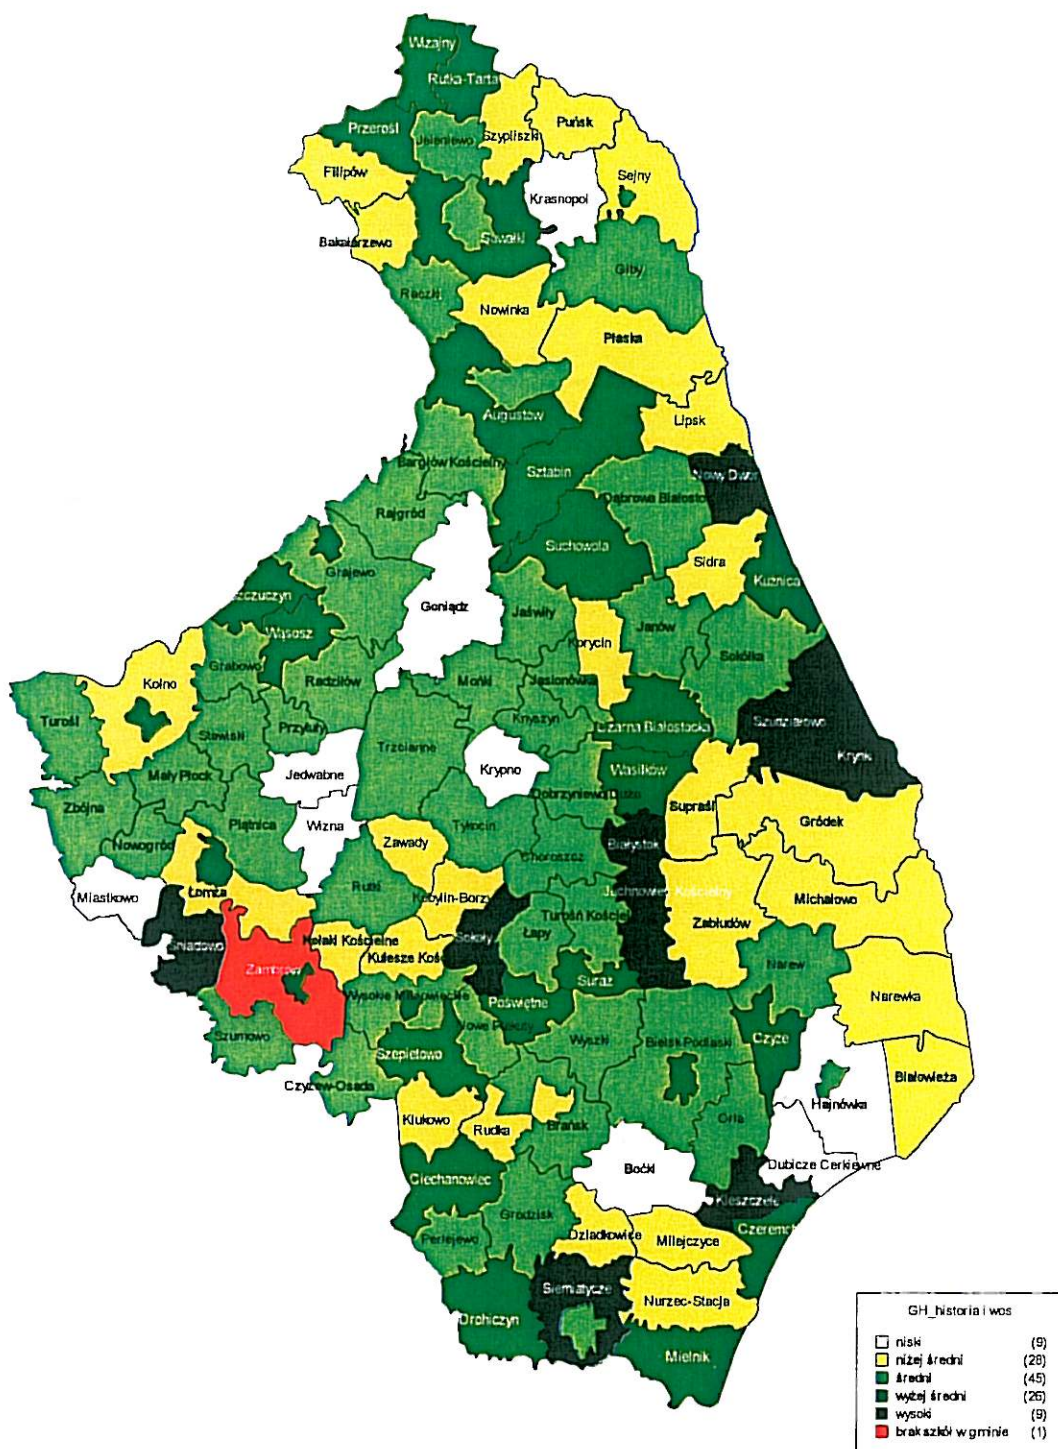 Wiżajny
Rutka-Tarta
Przerośl
Jeleniewo
Szypliszki
Puńsk
Filipów
Krasnopol
Sejny
Suwałki
Bakałarzewo
Giby
Raczki
Nowinka
Płaska
Augustów
Lipsk
Bargłów Kościelny
Sztabin
Nowy Dwór
Dąbrowa Białostoc
Rajgród
Suchowola
Sidra
Kuźnica
Grajewo
Szczuczyn
Goniądz
Jaświły
Korycin
Janów
Wąsosz
Sokółka
Grabowo
Radziłów
Mońki
Jasionówka
Kolno
Turośl
Przytuły
Knyszyn
Czarna Białostocka
Szudziałowo
Stawiski
Trzcianne
Krynki
Mały Płock
Jedwabne
Krypno
Wasilków
Zbójna
Dobrzyniewo Duże
Supraśl
Piątnica
Wizna
Tykocin
Gródek
Nowogród
Zawady
Białystok
Choroszcz
Miastkowo
Łomża
Rutki
Kobylin-Borzy
Juchnowiec Kościelny
Michałowo
Turośń Kościel
Zabłudów
Śniadowo
Kołaki Kościelne
Sokoły
Łapy
Kulesze Kość
Zambrów
Narew
Suraż
Narewka
Wysokie Mazowieckie
Poświętne
Szumowo
Nowe Piekuty
Wyszki
Bielsk Podlaski
Czyże
Szepietowo
Białowieża
Czyżew-Osada
Hajnówka
Klukowo
Rudka
Brańsk
Orla
Boćki
Dubicze Cerkiewne
Ciechanowiec
Kleszczele
Grodzisk
Czeremch
Perlejewo
Dziadkowice
Milejczyce
Siemiatycze
Nurzec-Stacja
Drohiczyn
Mielnik
GH_historia i wos
niski (9)
niżej średni (28)
średni (45)
wyżej średni (26)
wysoki (9)
brak szkół w gminie (1)